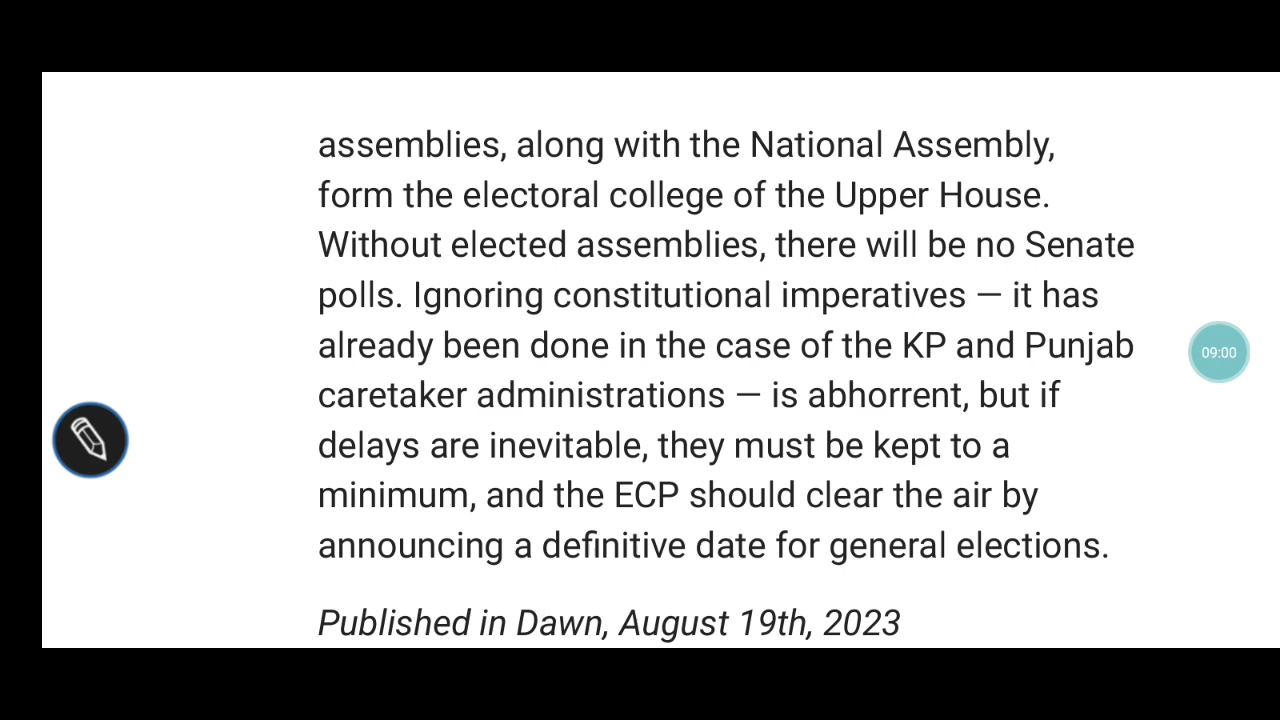 assemblies, along with the National Assembly,
form the electoral college of the Upper House.
Without elected assemblies, there will be no Senate
polls. Ignoring constitutional imperatives — it has
already been done in the case of the KP and Punjab
caretaker administrations — is abhorrent, but if
delays are inevitable, they must be kept to a
minimum, and the ECP should clear the air by
announcing a definitive date for general elections.
Published in Dawn, August 19th, 2023
09:00